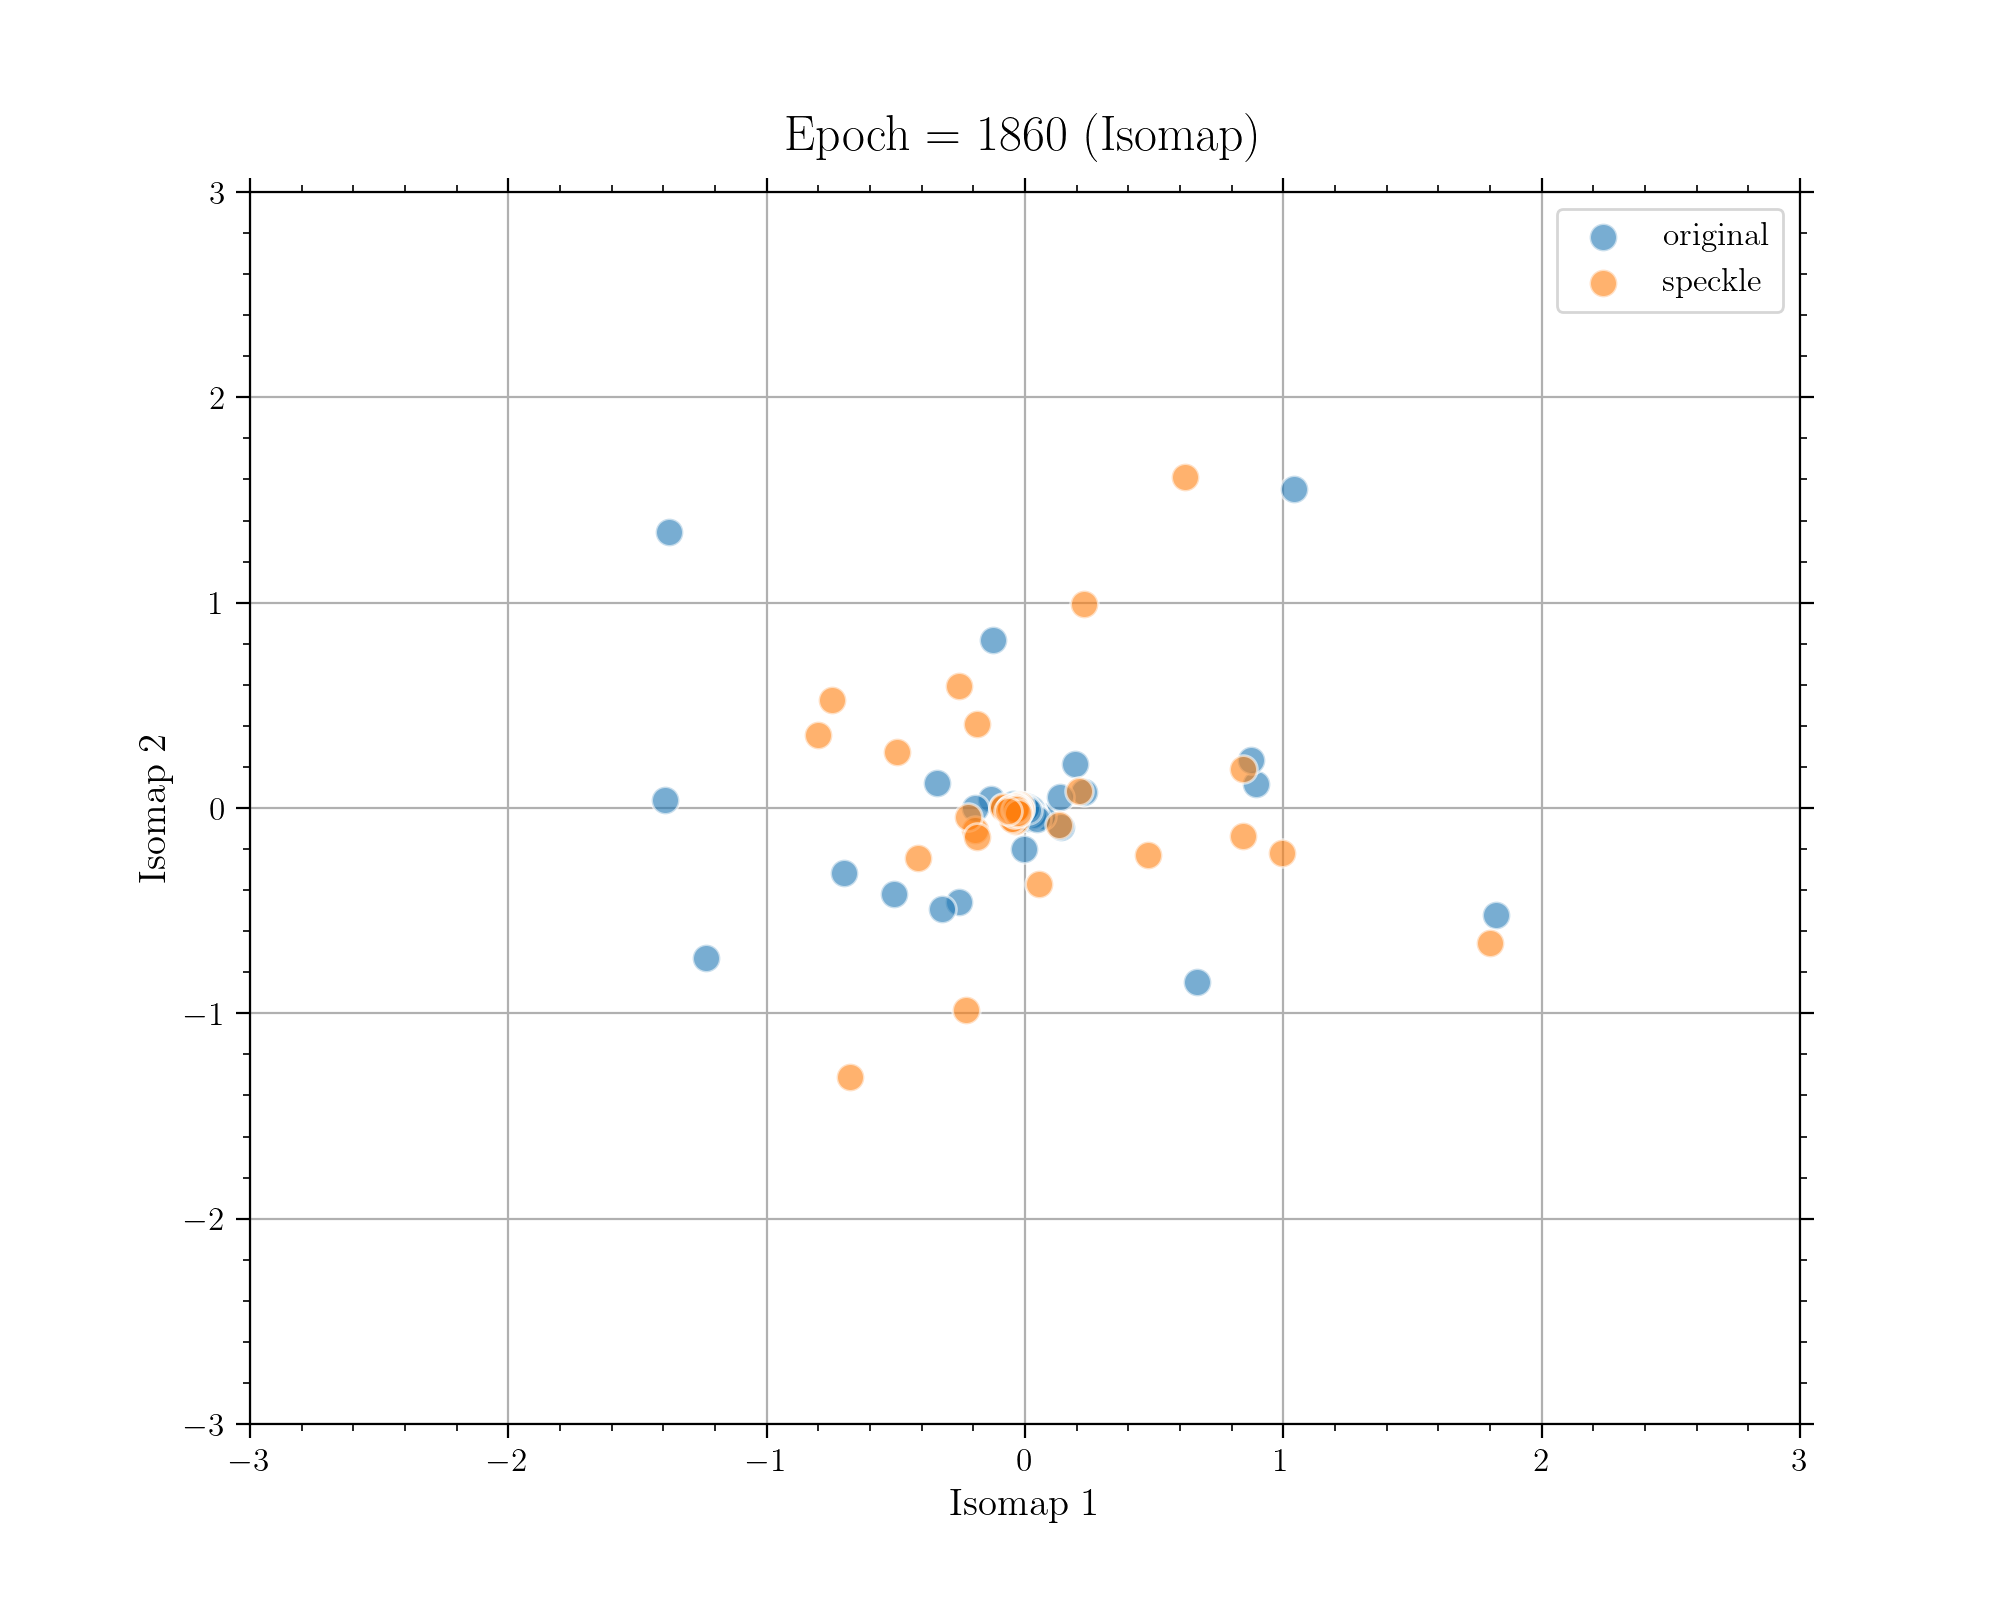 Epoch = 1860 (Isomap)
original
speckle
3
2
1
0
−1
−2
−3
Isomap 2
−3
−2
−1
0
1
2
3
Isomap 1